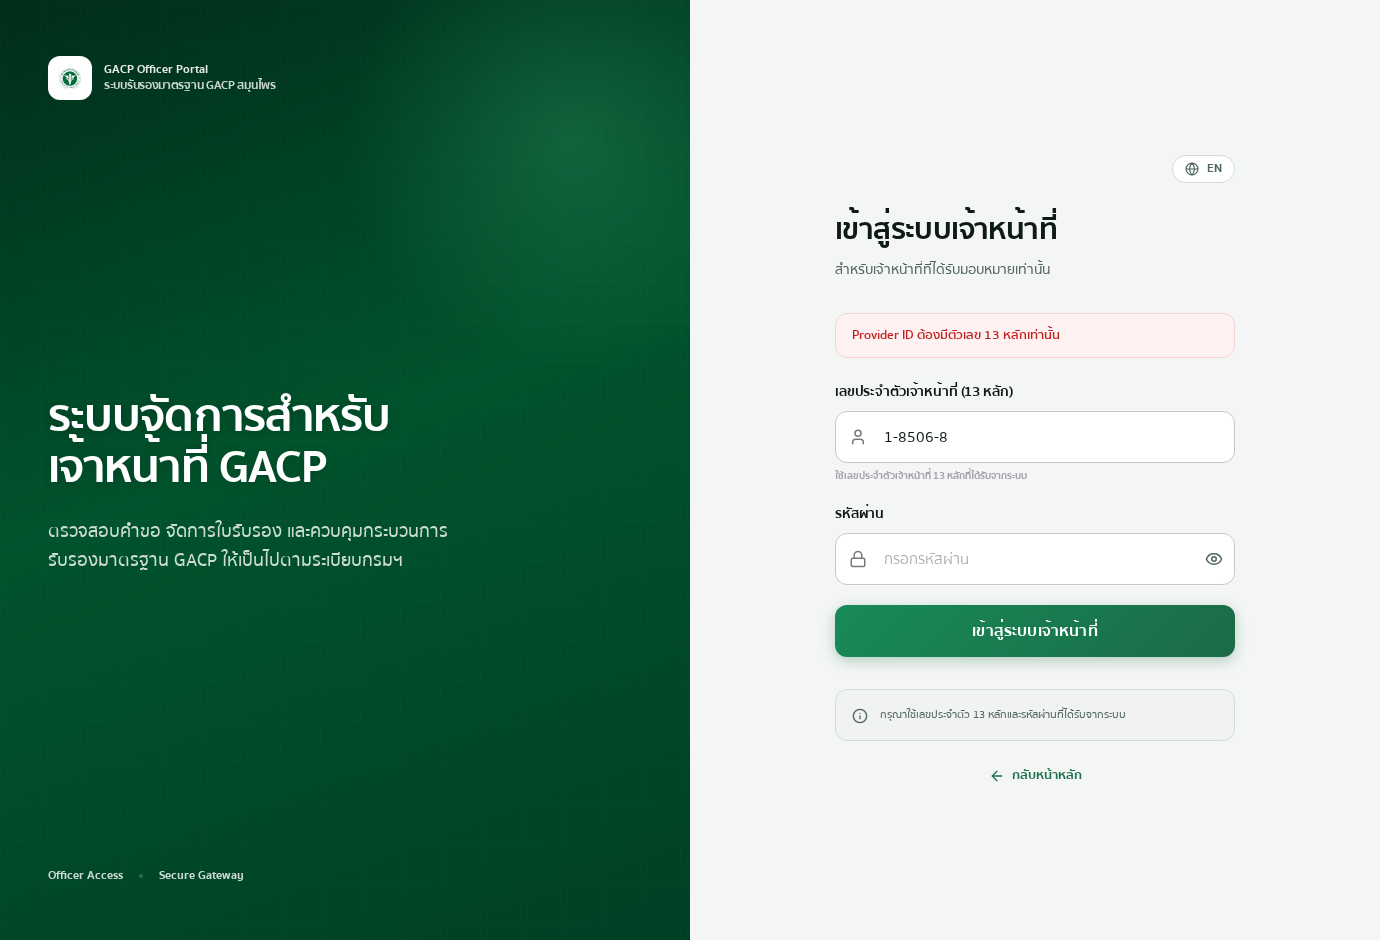 GACP Officer Portal
ระบบรับรองมาตรฐาน GACP สมุนไพร
ระบบจัดการสำหรับ
เจ้าหน้าที่ GACP
ตรวจสอบคำขอ จัดการใบรับรอง และควบคุมกระบวนการ
รับรองมาตรฐาน GACP ให้เป็นไปตามระเบียบกรมฯ
Officer Access
Secure Gateway
EN
เข้าสู่ระบบเจ้าหน้าที่
สำหรับเจ้าหน้าที่ที่ได้รับมอบหมายเท่านั้น
Provider ID ต้องมีตัวเลข 13 หลักเท่านั้น
เลขประจำตัวเจ้าหน้าที่ (13 หลัก)
1-8506-8
ใช้เลขประจำตัวเจ้าหน้าที่ 13 หลักที่ได้รับจากระบบ
รหัสผ่าน
กรอกรหัสผ่าน
เข้าสู่ระบบเจ้าหน้าที่
กรุณาใช้เลขประจำตัว 13 หลักและรหัสผ่านที่ได้รับจากระบบ
กลับหน้าหลัก